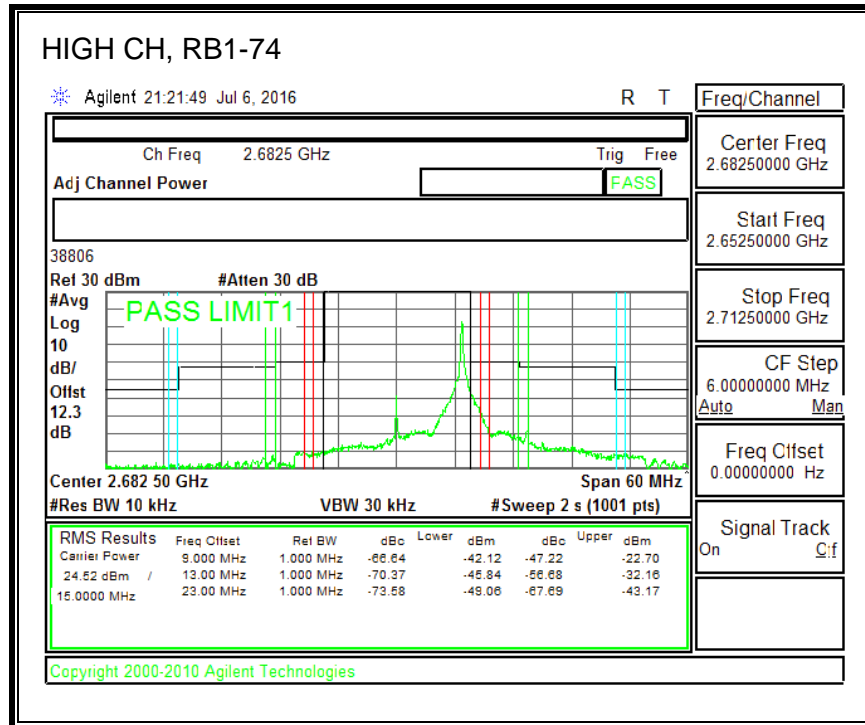 HIGH CH, RB1-74
Agilent 21:21:49 Jul 6, 2016 R T
Freq/Channel
Ch Freq 2.6825 GHz Trig Free
Adj Channel Power PASS
Center Freq
2.68250000 GHz
Start Freq
2.65250000 GHz
38806
Ref 30 dBm #Atten 30 dB
#Avg
Log
10
dB/
Offst
12.3
dB
PASS LIMIT1
Stop Freq
2.71250000 GHz
CF Step
6.00000000 MHz
Auto Man
Freq Offset
0.00000000 Hz
Center 2.682 50 GHz Span 60 MHz
#Res BW 10 kHz VBW 30 kHz #Sweep 2 s (1001 pts)
Signal Track
On Off
RMS Results Freq Offset Ref BW dBc Lower dBm dBc Upper dBm
Carrier Power 9.000 MHz 1.000 MHz -66.64 -42.12 -47.22 -22.70
24.52 dBm / 13.00 MHz 1.000 MHz -70.37 -45.84 -56.68 -32.16
15.0000 MHz 23.00 MHz 1.000 MHz -73.58 -49.06 -67.69 -43.17
Copyright 2000-2010 Agilent Technologies